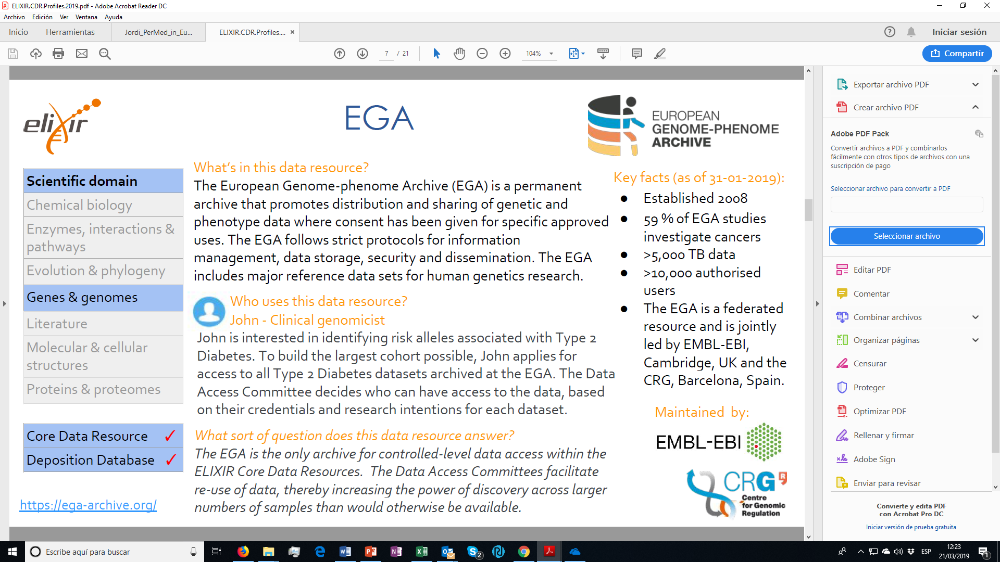 ELIXIR.CDR.Profiles.2019.pdf - Adobe Acrobat Reader DC
Archivo Edición Ver Ventana Ayuda
Inicio Herramientas Jordi_PerMed_in_Eu... ELIXIR.CDR.Profiles.... × Iniciar sesión
7 / 21 104% Compartir
elixir
EGA
EUROPEAN
GENOME-PHENOME
ARCHIVE
Scientific domain
Chemical biology
Enzymes, interactions &
pathways
Evolution & phylogeny
Genes & genomes
Literature
Molecular & cellular
structures
Proteins & proteomes
Core Data Resource ✓
Deposition Database ✓
https://ega-archive.org/
What's in this data resource?
The European Genome-phenome Archive (EGA) is a permanent
archive that promotes distribution and sharing of genetic and
phenotype data where consent has been given for specific approved
uses. The EGA follows strict protocols for information
management, data storage, security and dissemination. The EGA
includes major reference data sets for human genetics research.
Who uses this data resource?
John - Clinical genomicist
John is interested in identifying risk alleles associated with Type 2
Diabetes. To build the largest cohort possible, John applies for
access to all Type 2 Diabetes datasets archived at the EGA. The Data
Access Committee decides who can have access to the data, based
on their credentials and research intentions for each dataset.
What sort of question does this data resource answer?
The EGA is the only archive for controlled-level data access within the
ELIXIR Core Data Resources. The Data Access Committees facilitate
re-use of data, thereby increasing the power of discovery across larger
numbers of samples than would otherwise be available.
Key facts (as of 31-01-2019):
● Established 2008
● 59 % of EGA studies
investigate cancers
● >5,000 TB data
● >10,000 authorised
users
● The EGA is a federated
resource and is jointly
led by EMBL-EBI,
Cambridge, UK and the
CRG, Barcelona, Spain.
Maintained by:
EMBL-EBI
CRG R
Centre
for Genomic
Regulation
Exportar archivo PDF
Crear archivo PDF
Adobe PDF Pack
Convertir archivos a PDF y combinarlos
fácilmente con otros tipos de archivos con una
suscripción de pago
Seleccionar archivo para convertir a PDF
Seleccionar archivo
Editar PDF
Comentar
Combinar archivos
Organizar páginas
Censurar
Proteger
Optimizar PDF
Rellenar y firmar
Adobe Sign
Enviar para revisar
Convierte y edita PDF
con Acrobat Pro DC
Iniciar versión de prueba gratuita
Escribe aquí para buscar
2
ESP
12:23
21/03/2019
1